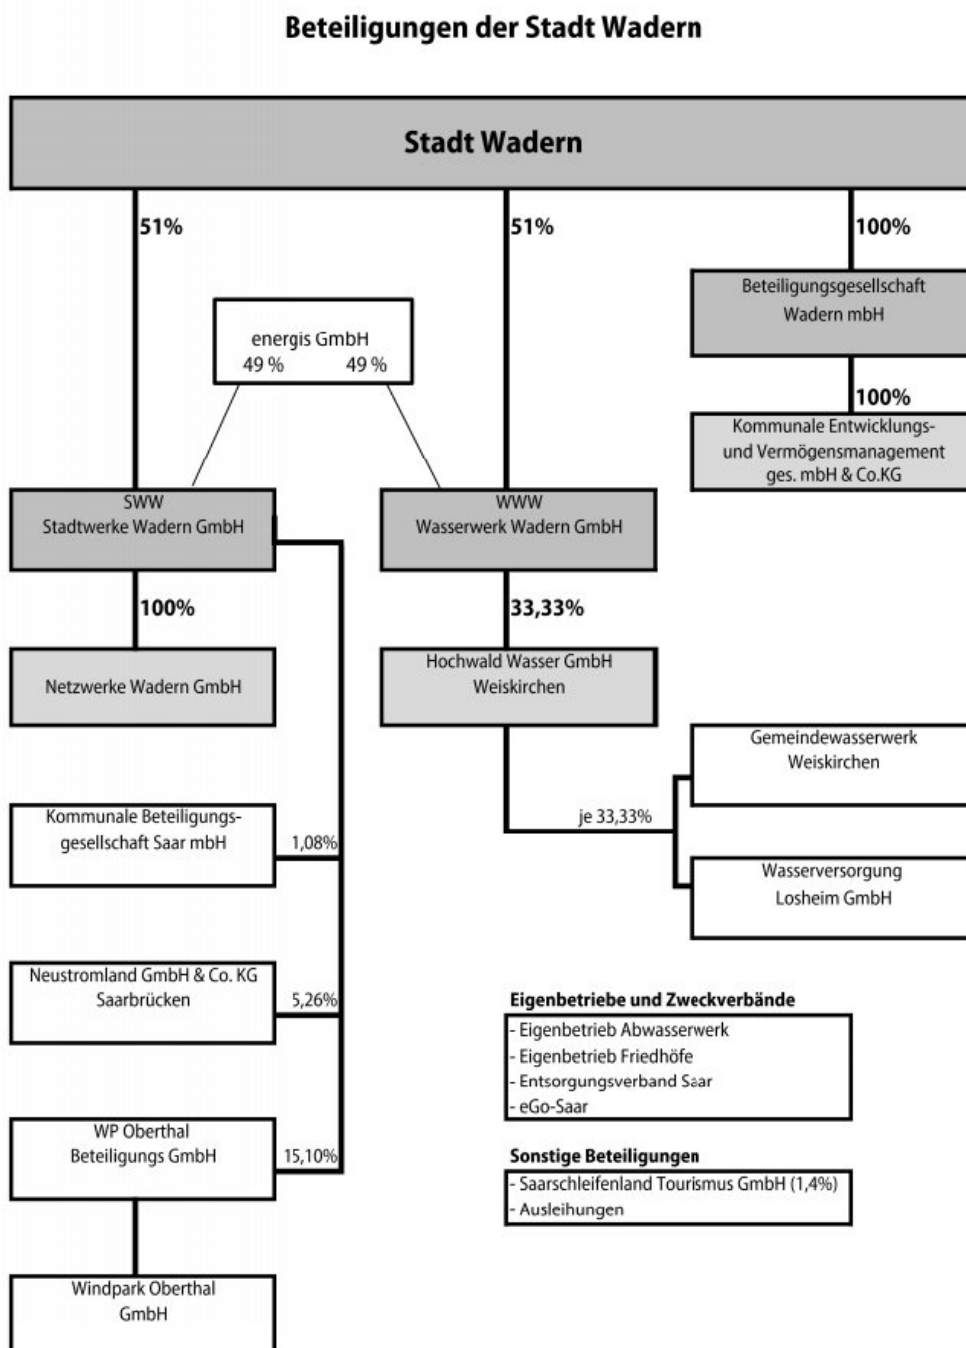 Beteiligungen der Stadt Wadern
Stadt Wadern
51%
51%
100%
Beteiligungsgesellschaft
Wadern mbH
energis GmbH
49 %
49 %
100%
Kommunale Entwicklungs-
und Vermögensmanagement
ges. mbH & Co.KG
SWW
Stadtwerke Wadern GmbH
WWW
Wasserwerk Wadern GmbH
100%
33,33%
Netzwerke Wadern GmbH
Hochwald Wasser GmbH
Weiskirchen
Gemeindewasserwerk
Weiskirchen
je 33,33%
Wasserversorgung
Losheim GmbH
Kommunale Beteiligungs-
gesellschaft Saar mbH
1,08%
Neustromland GmbH & Co. KG
Saarbrücken
5,26%
WP Oberthal
Beteiligungs GmbH
15,10%
Windpark Oberthal
GmbH
Eigenbetriebe und Zweckverbände
- Eigenbetrieb Abwasserwerk
- Eigenbetrieb Friedhöfe
- Entsorgungsverband Saar
- eGo-Saar
Sonstige Beteiligungen
- Saarschleifenland Tourismus GmbH (1,4%)
- Ausleihungen